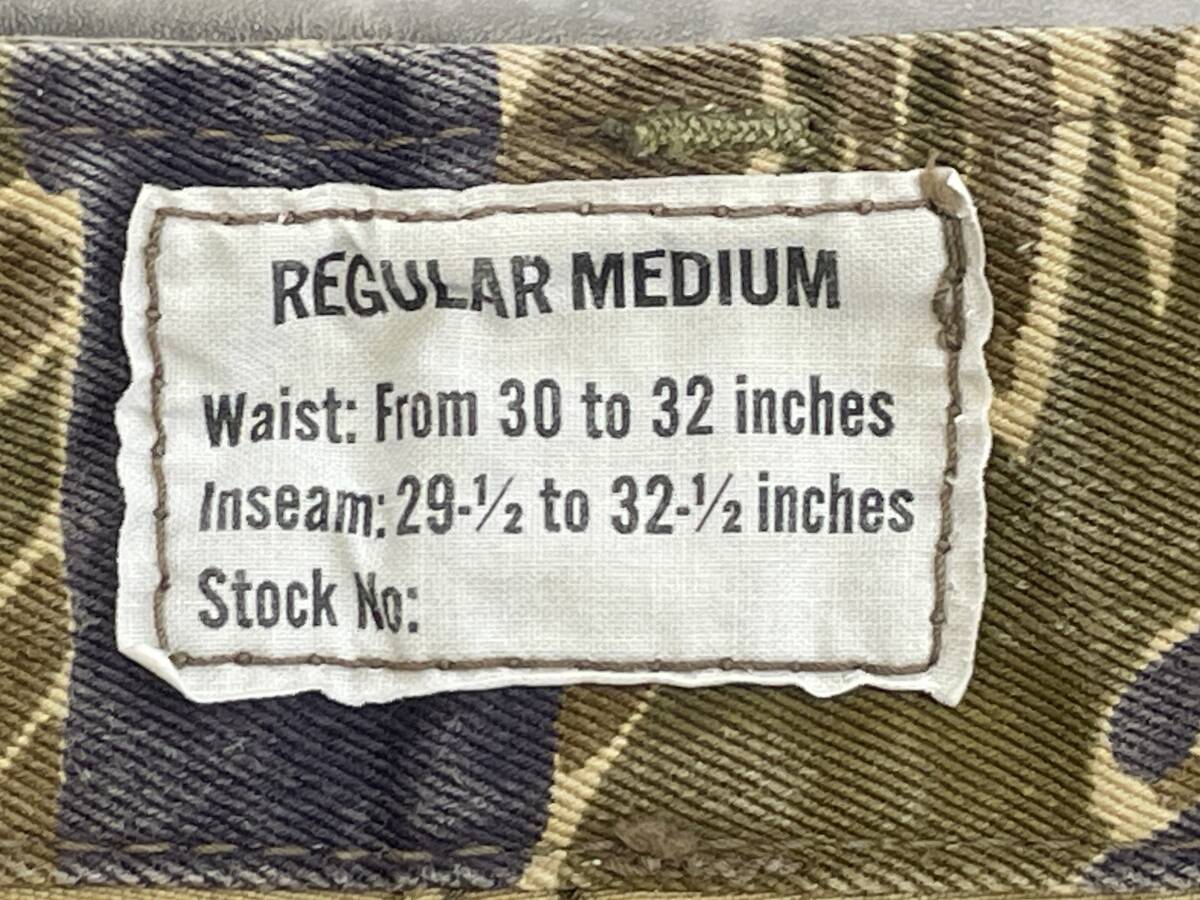 REGULAR MEDIUM
Waist: From 30 to 32 inches
Inseam: 29-½ to 32-½ inches
Stock No: